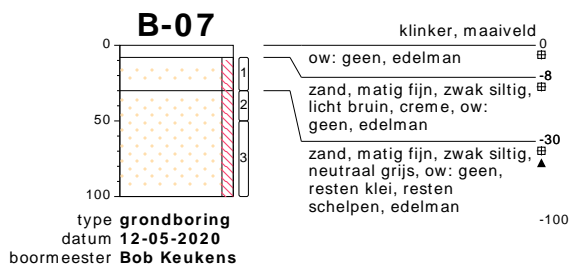 B-07
klinker, maaiveld
0
0
ow: geen, edelman
-8
1
zand, matig fijn, zwak siltig,
licht bruin, creme, ow:
geen, edelman
2
50
-30
3
zand, matig fijn, zwak siltig,
neutraal grijs, ow: geen,
resten klei, resten
schelpen, edelman
100
-100
type grondboring
datum 12-05-2020
boormeester Bob Keukens